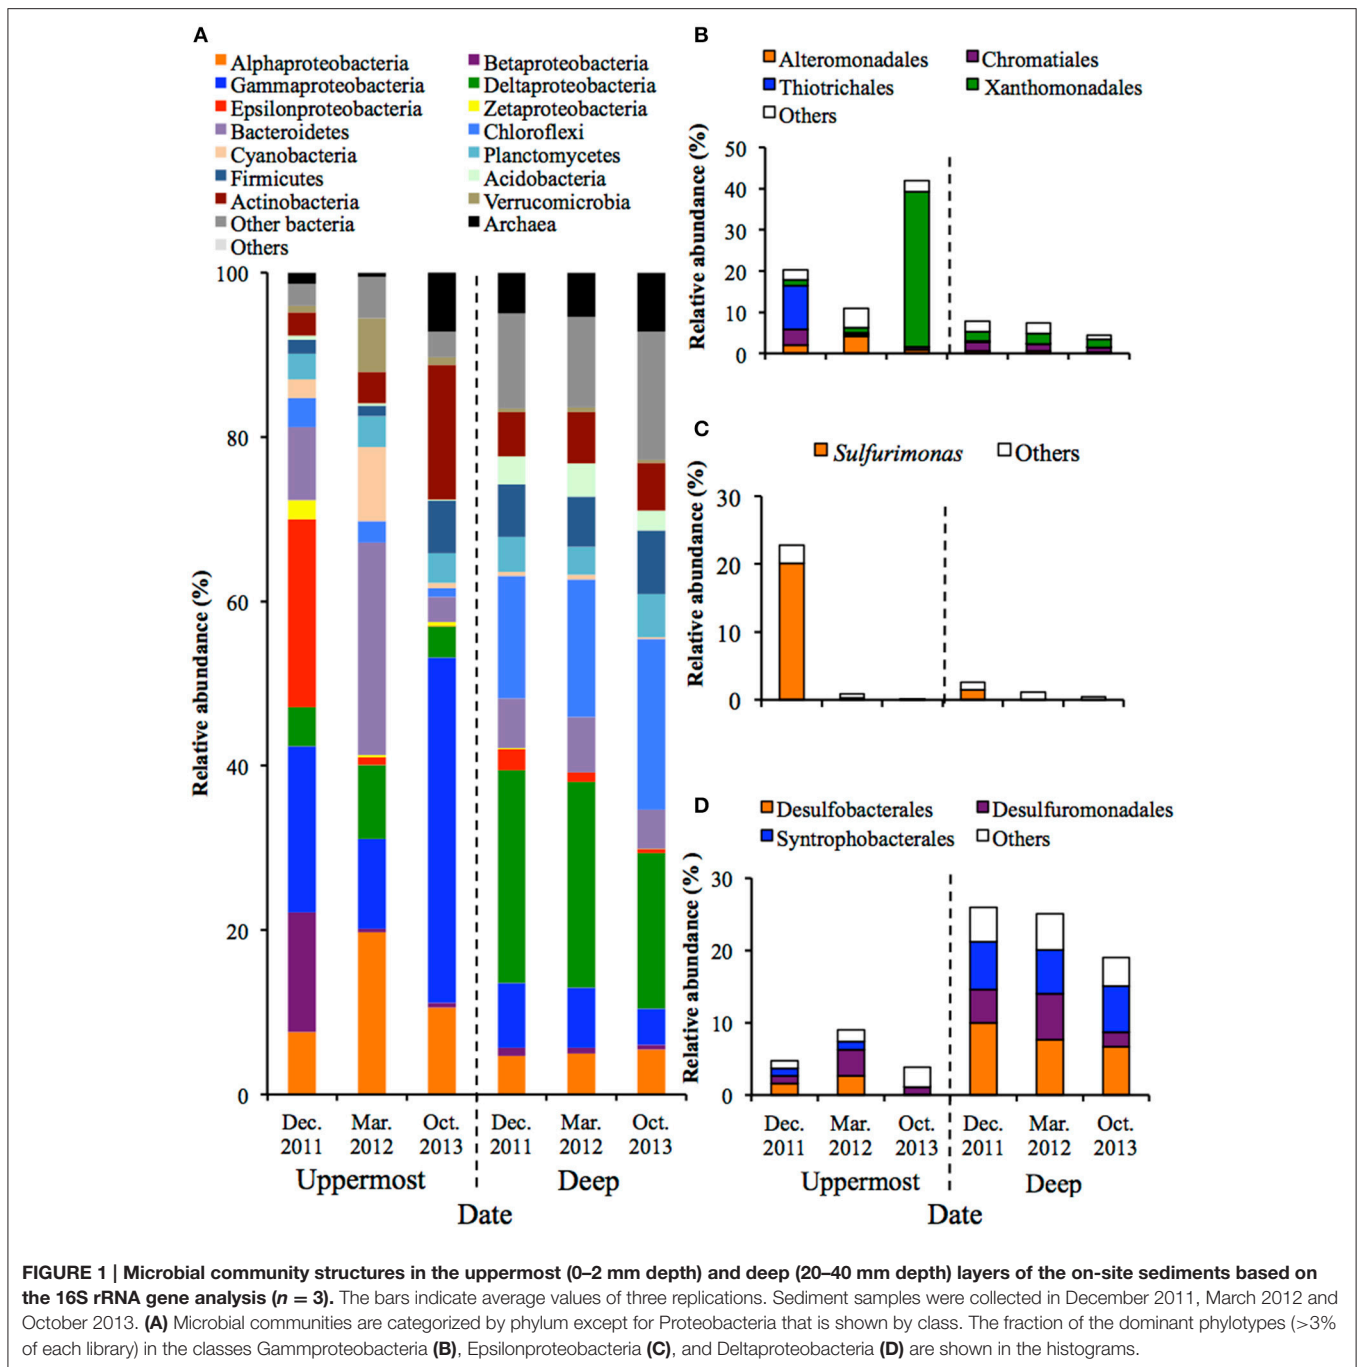 A
Alphaproteobacteria Betaproteobacteria
Gammaproteobacteria Deltaproteobacteria
Epsilonproteobacteria Zetaproteobacteria
Bacteroidetes Chloroflexi
Cyanobacteria Planctomycetes
Firmicutes Acidobacteria
Actinobacteria Verrucomicrobia
Other bacteria Archaea
Others
Relative abundance (%)
100
80
60
40
20
0
Dec. Mar. Oct. Dec. Mar. Oct.
2011 2012 2013 2011 2012 2013
Uppermost Deep
Date
B
Alteromonadales Chromatiales
Thiotrichales Xanthomonadales
Others
Relative abundance (%)
50
40
30
20
10
0
C
Sulfurimonas Others
Relative abundance (%)
30
20
10
0
D
Desulfobacterales Desulfuromonadales
Syntrophobacterales Others
Relative abundance (%)
30
20
10
0
Dec. Mar. Oct. Dec. Mar. Oct.
2011 2012 2013 2011 2012 2013
Uppermost Deep
Date
FIGURE 1 | Microbial community structures in the uppermost (0–2 mm depth) and deep (20–40 mm depth) layers of the on-site sediments based on
the 16S rRNA gene analysis (n = 3). The bars indicate average values of three replications. Sediment samples were collected in December 2011, March 2012 and
October 2013. (A) Microbial communities are categorized by phylum except for Proteobacteria that is shown by class. The fraction of the dominant phylotypes (>3%
of each library) in the classes Gammproteobacteria (B), Epsilonproteobacteria (C), and Deltaproteobacteria (D) are shown in the histograms.